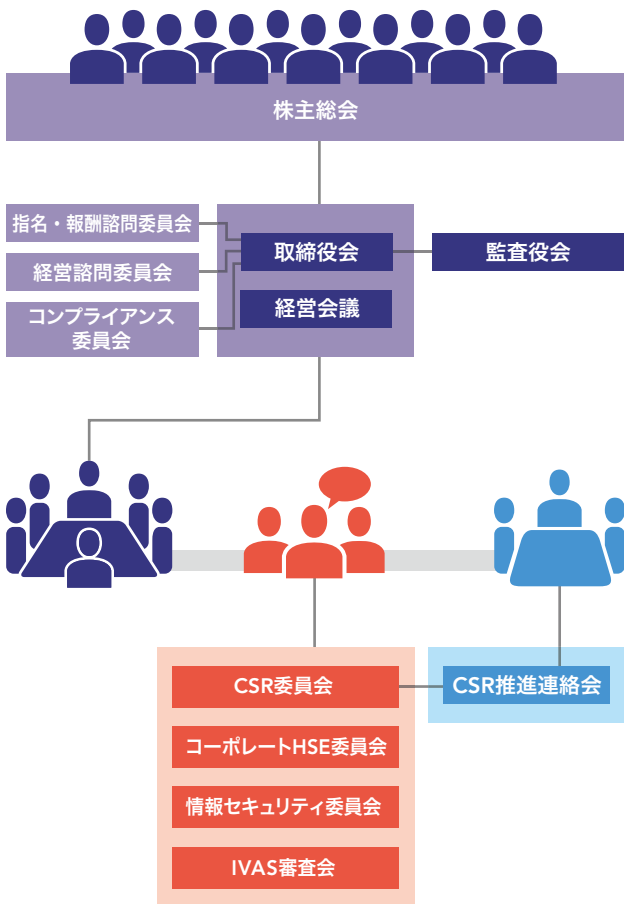 株主総会
指名・報酬諮問委員会
経営諮問委員会
コンプライアンス
委員会
取締役会
経営会議
監査役会
CSR委員会
CSR推進連絡会
コーポレートHSE委員会
情報セキュリティ委員会
IVAS審査会